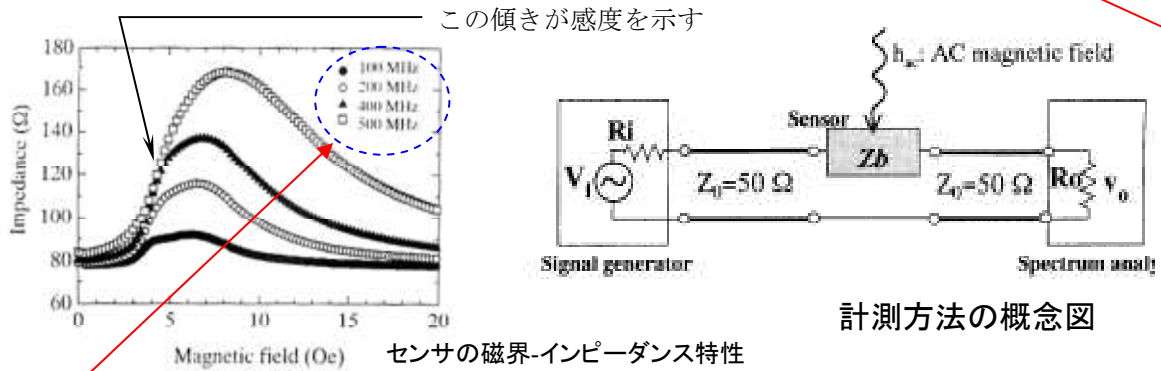 この傾きが感度を示す
180
160
140
120
100
80
60
Impedance (Ω)
100 MHz
200 MHz
400 MHz
500 MHz
0
5
10
15
20
Magnetic field (Oe)
センサの磁界-インピーダンス特性
hac: AC magnetic field
Sensor
Zb
Ri
Vi
Z0=50 Ω
Z0=50 Ω
Ro
vo
Signal generator
Spectrum analy
計測方法の概念図